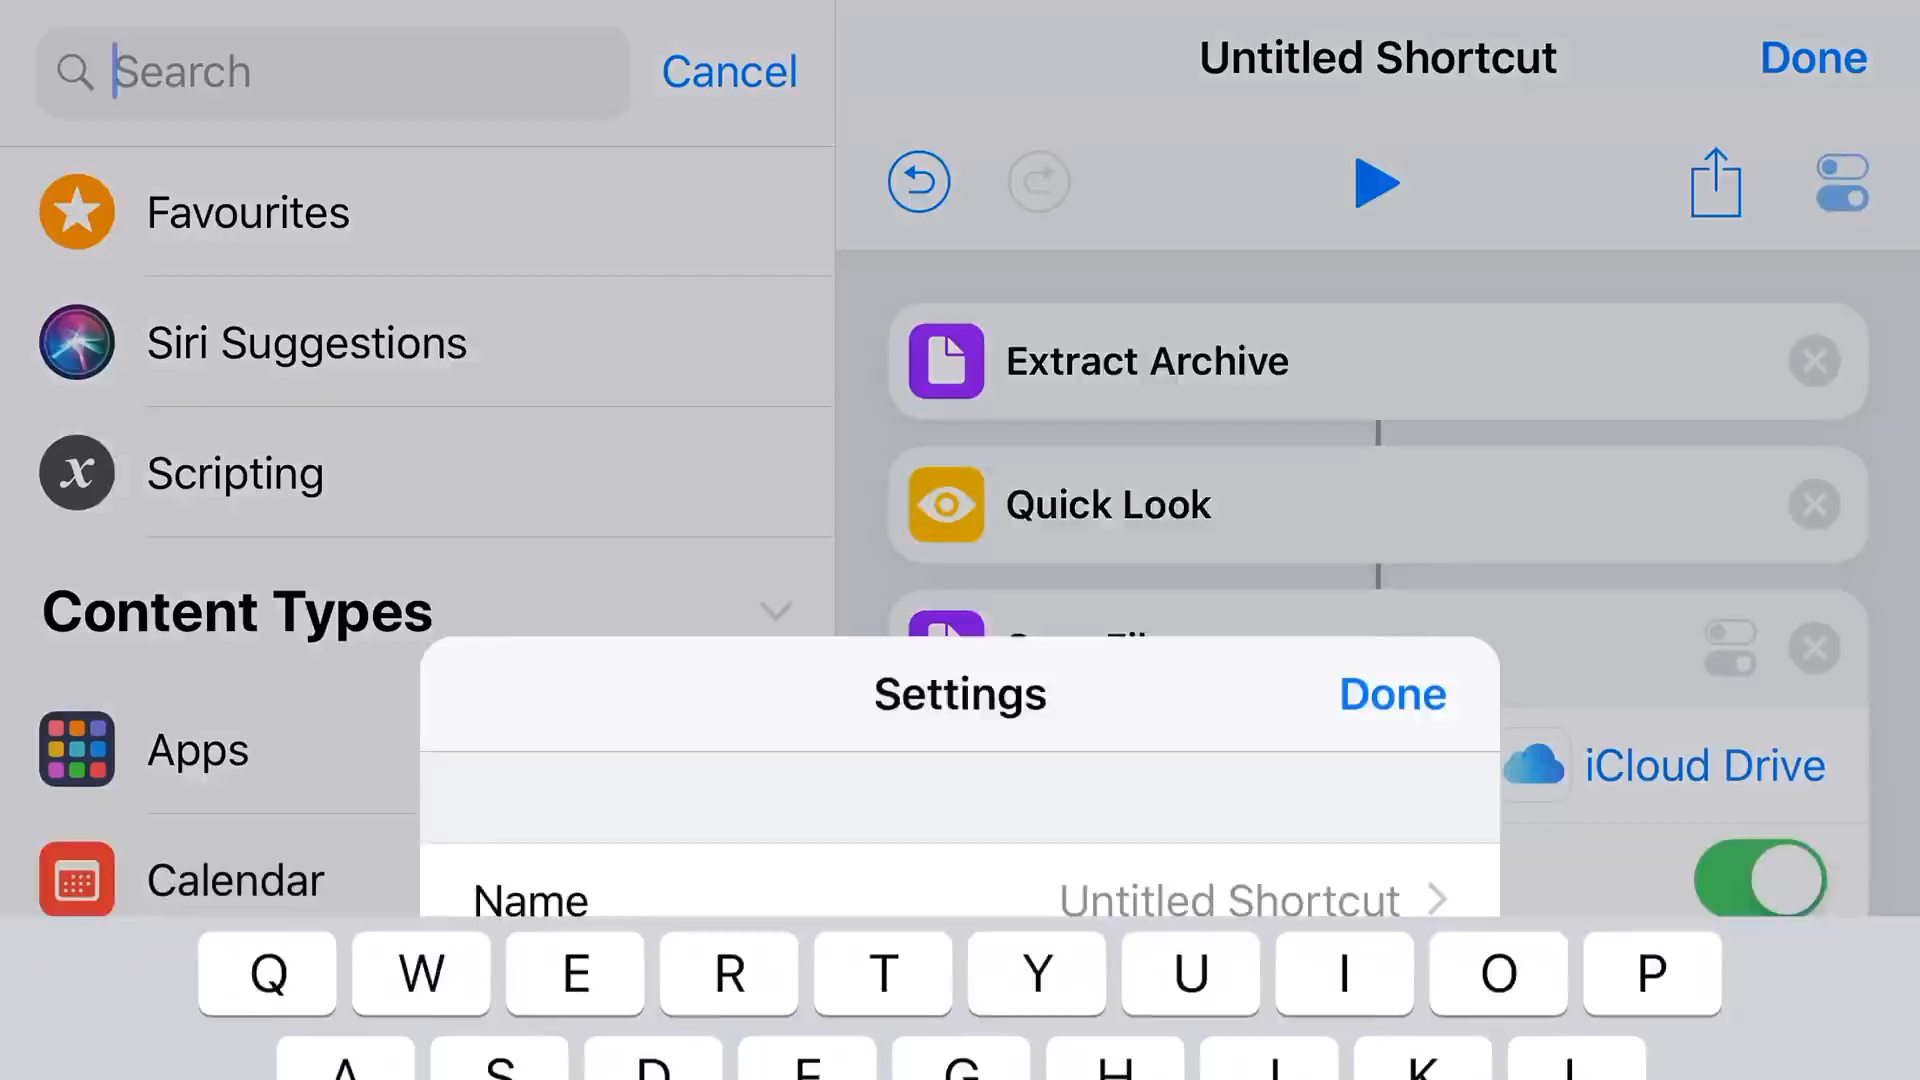 Search
Cancel
Favourites
Siri Suggestions
Scripting
Content Types
Apps
Calendar
Untitled Shortcut
Done
Extract Archive
Quick Look
iCloud Drive
Settings
Done
Name
Untitled Shortcut
Q W E R T Y U I O P
A S D F G H J K L